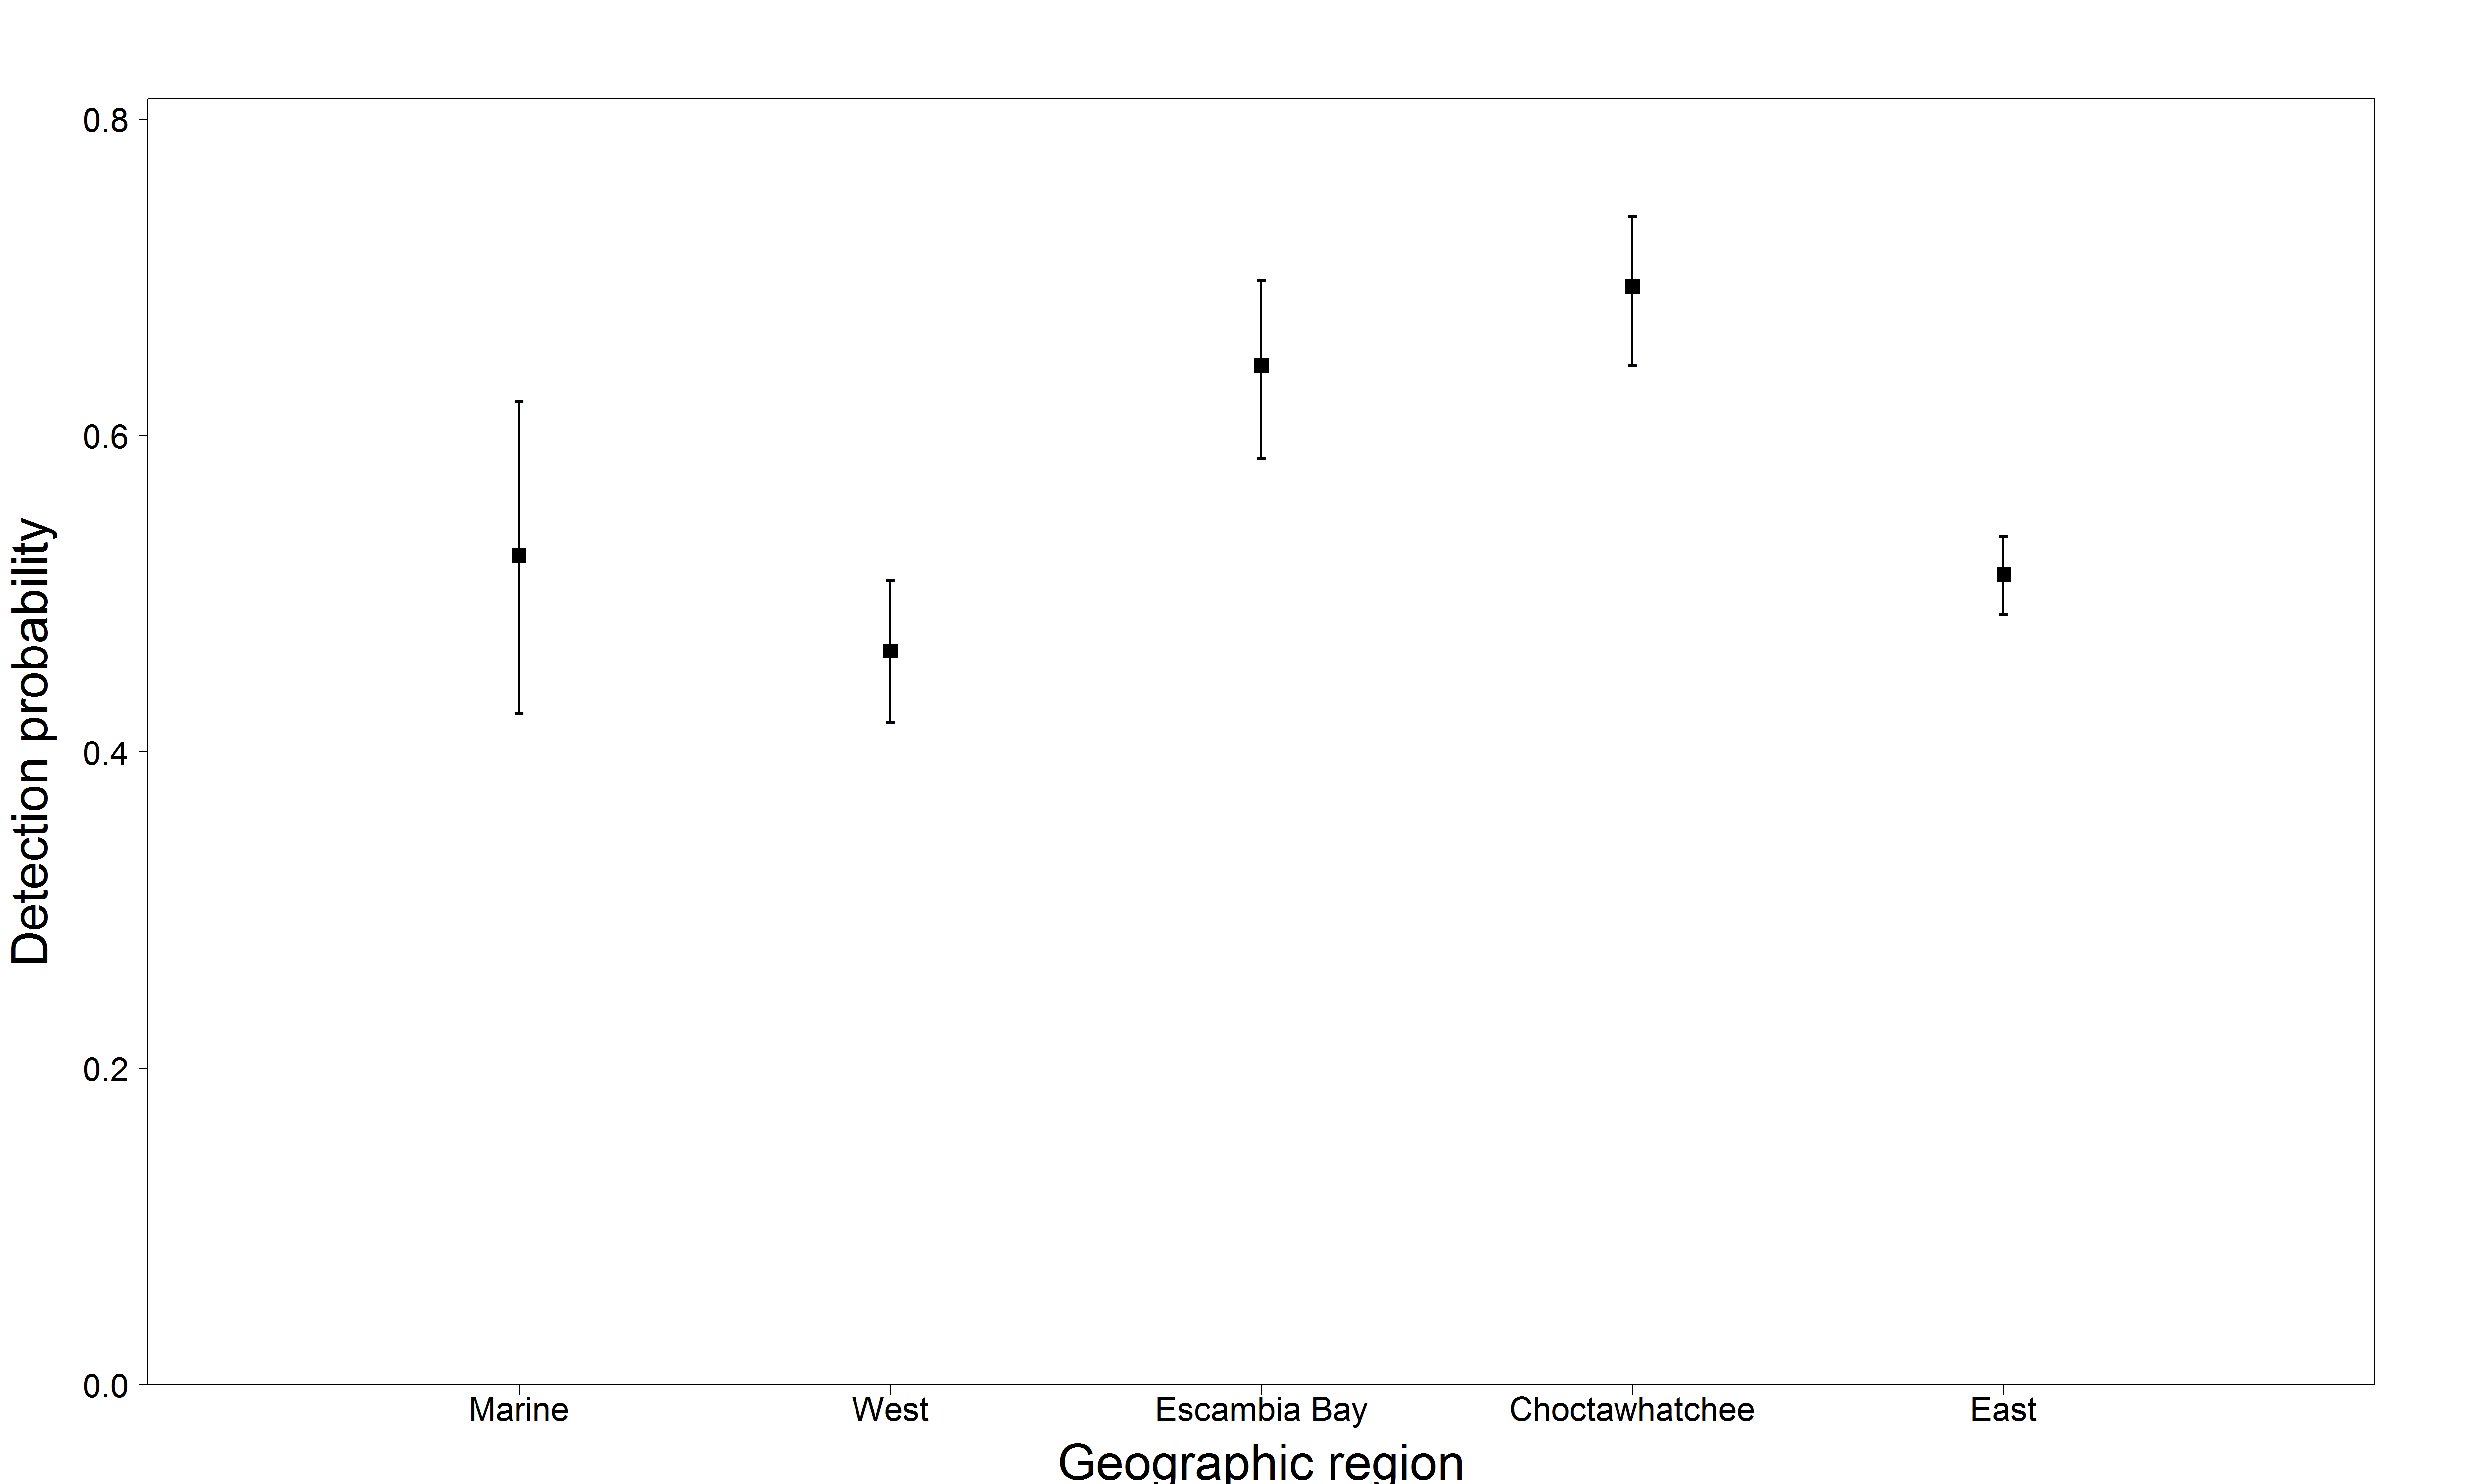 0.8
0.6
0.4
0.2
0.0
Detection probability
Marine West Escambia Bay Choctawhatchee East
Geographic region